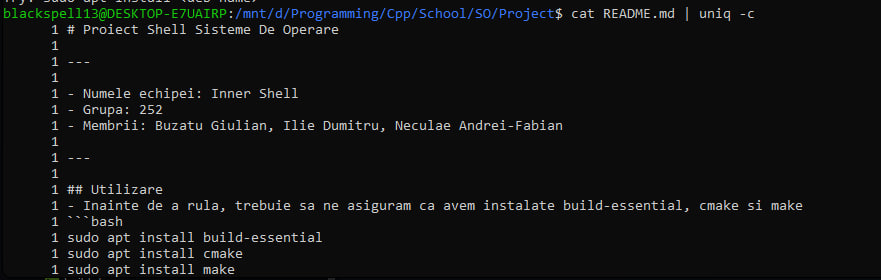 Try: sudo apt install <deb name>
blackspell13@DESKTOP-E7UAIRP:/mnt/d/Programming/Cpp/School/SO/Project$ cat README.md | uniq -c
1 # Proiect Shell Sisteme De Operare
1
1 ---
1
1 - Numele echipei: Inner Shell
1 - Grupa: 252
1 - Membrii: Buzatu Giulian, Ilie Dumitru, Neculae Andrei-Fabian
1
1 ---
1
1 ## Utilizare
1 - Inainte de a rula, trebuie sa ne asiguram ca avem instalate build-essential, cmake si make
1 ```bash
1 sudo apt install build-essential
1 sudo apt install cmake
1 sudo apt install make